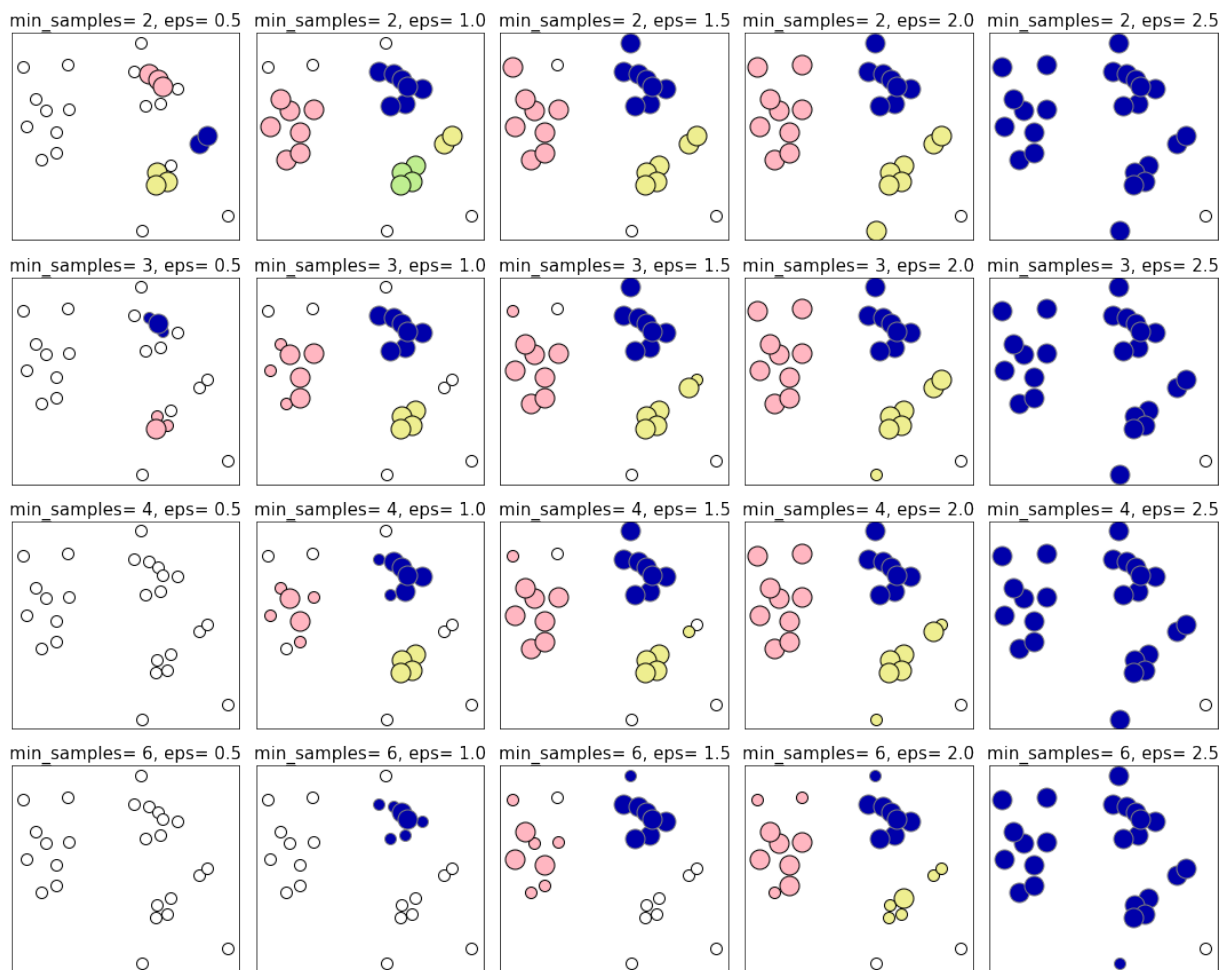 min_samples= 2, eps= 0.5 min_samples= 2, eps= 1.0 min_samples= 2, eps= 1.5 min_samples= 2, eps= 2.0 min_samples= 2, eps= 2.5
min_samples= 3, eps= 0.5 min_samples= 3, eps= 1.0 min_samples= 3, eps= 1.5 min_samples= 3, eps= 2.0 min_samples= 3, eps= 2.5
min_samples= 4, eps= 0.5 min_samples= 4, eps= 1.0 min_samples= 4, eps= 1.5 min_samples= 4, eps= 2.0 min_samples= 4, eps= 2.5
min_samples= 6, eps= 0.5 min_samples= 6, eps= 1.0 min_samples= 6, eps= 1.5 min_samples= 6, eps= 2.0 min_samples= 6, eps= 2.5